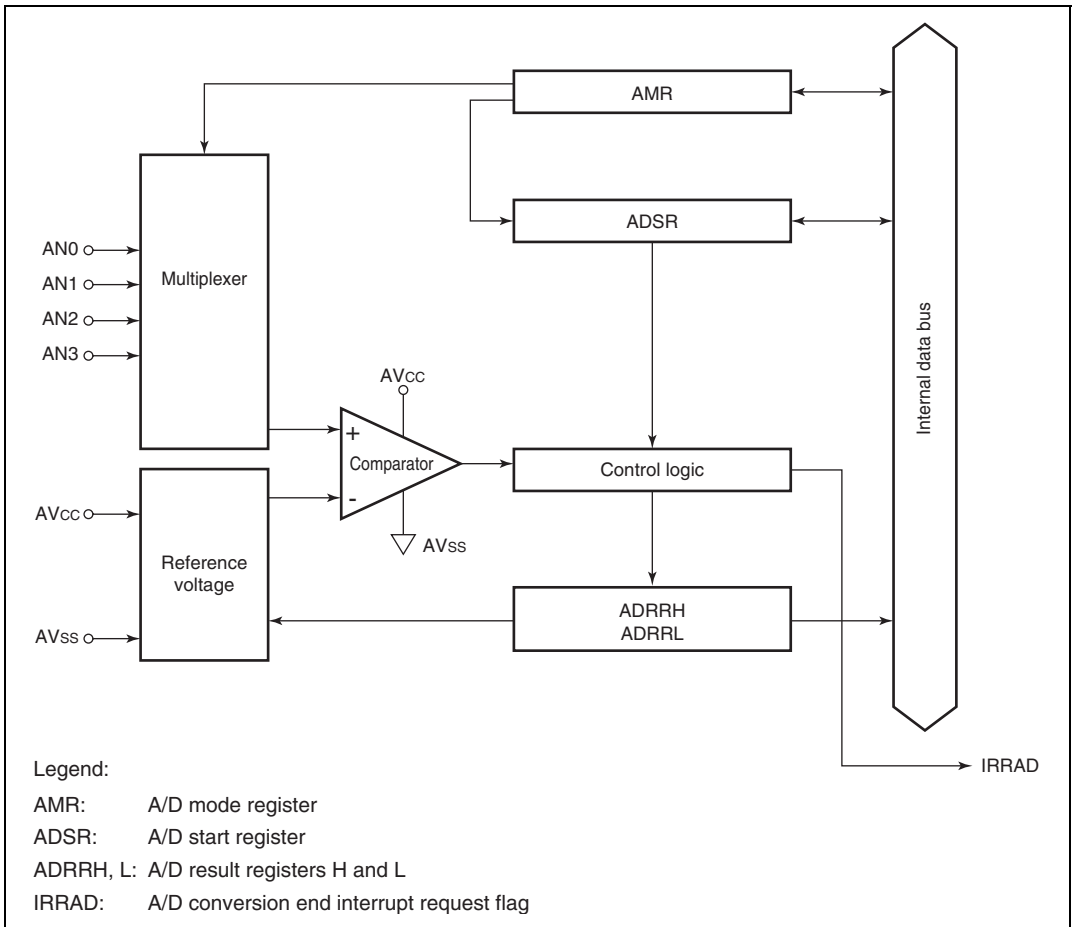 AMR
ADSR
AN0
AN1
AN2
AN3
Multiplexer
Internal data bus
AVCC
+
Comparator
-
AVSS
Control logic
AVCC
Reference
voltage
AVSS
ADRRH
ADRRL
IRRAD
Legend:
AMR: A/D mode register
ADSR: A/D start register
ADRRH, L: A/D result registers H and L
IRRAD: A/D conversion end interrupt request flag